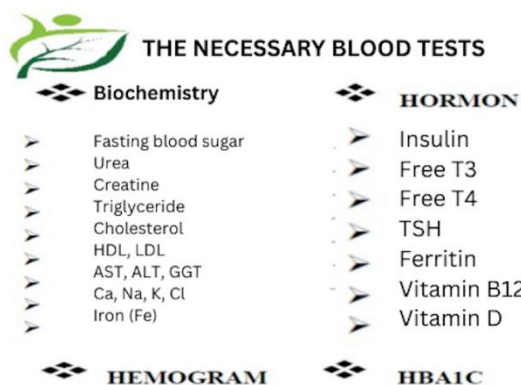 THE NECESSARY BLOOD TESTS
Biochemistry
Fasting blood sugar
Urea
Creatine
Triglyceride
Cholesterol
HDL, LDL
AST, ALT, GGT
Ca, Na, K, Cl
Iron (Fe)
HORMON
Insulin
Free T3
Free T4
TSH
Ferritin
Vitamin B12
Vitamin D
HEMOGRAM
HBA1C